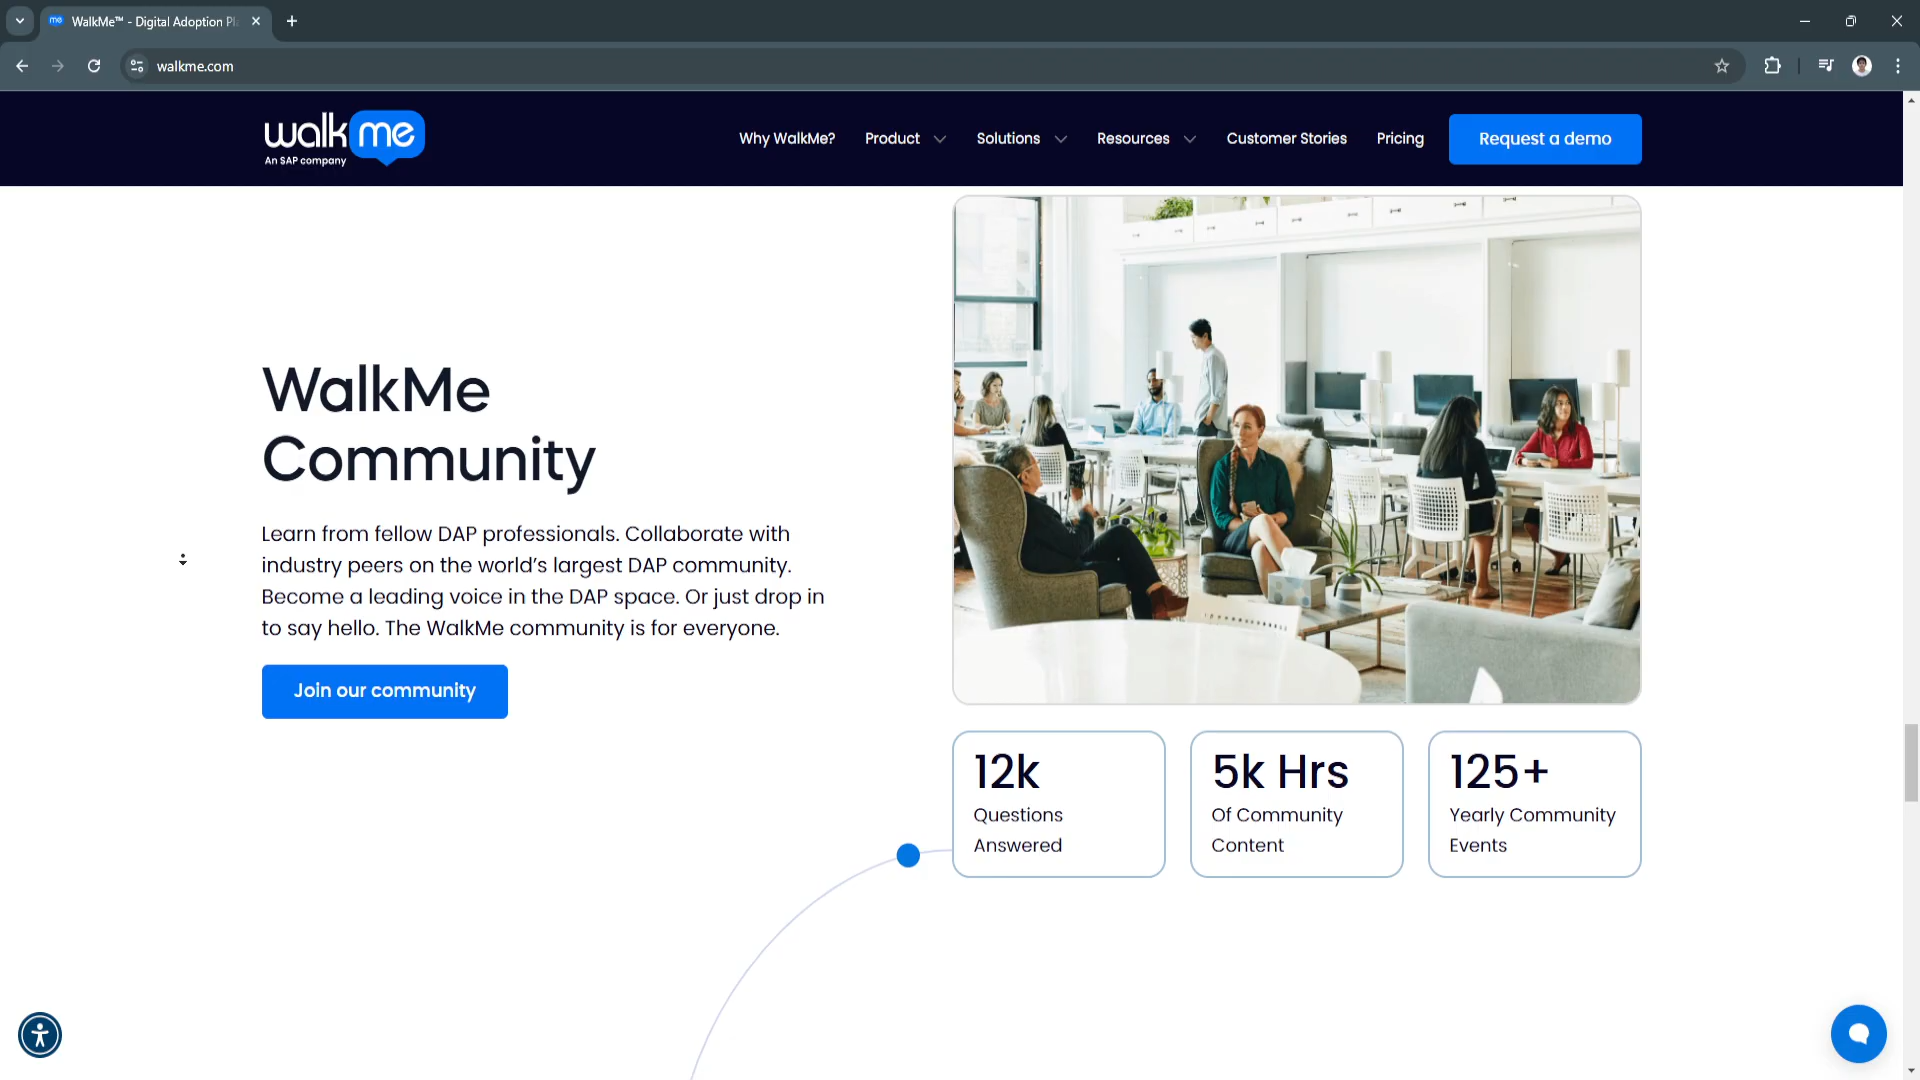 me WalkMe™ - Digital Adoption Pl
walkme.com
walkme
An SAP company
Why WalkMe? Product Solutions Resources Customer Stories Pricing Request a demo
WalkMe
Community
Learn from fellow DAP professionals. Collaborate with
industry peers on the world’s largest DAP community.
Become a leading voice in the DAP space. Or just drop in
to say hello. The WalkMe community is for everyone.
Join our community
12k
Questions
Answered
5k Hrs
Of Community
Content
125+
Yearly Community
Events